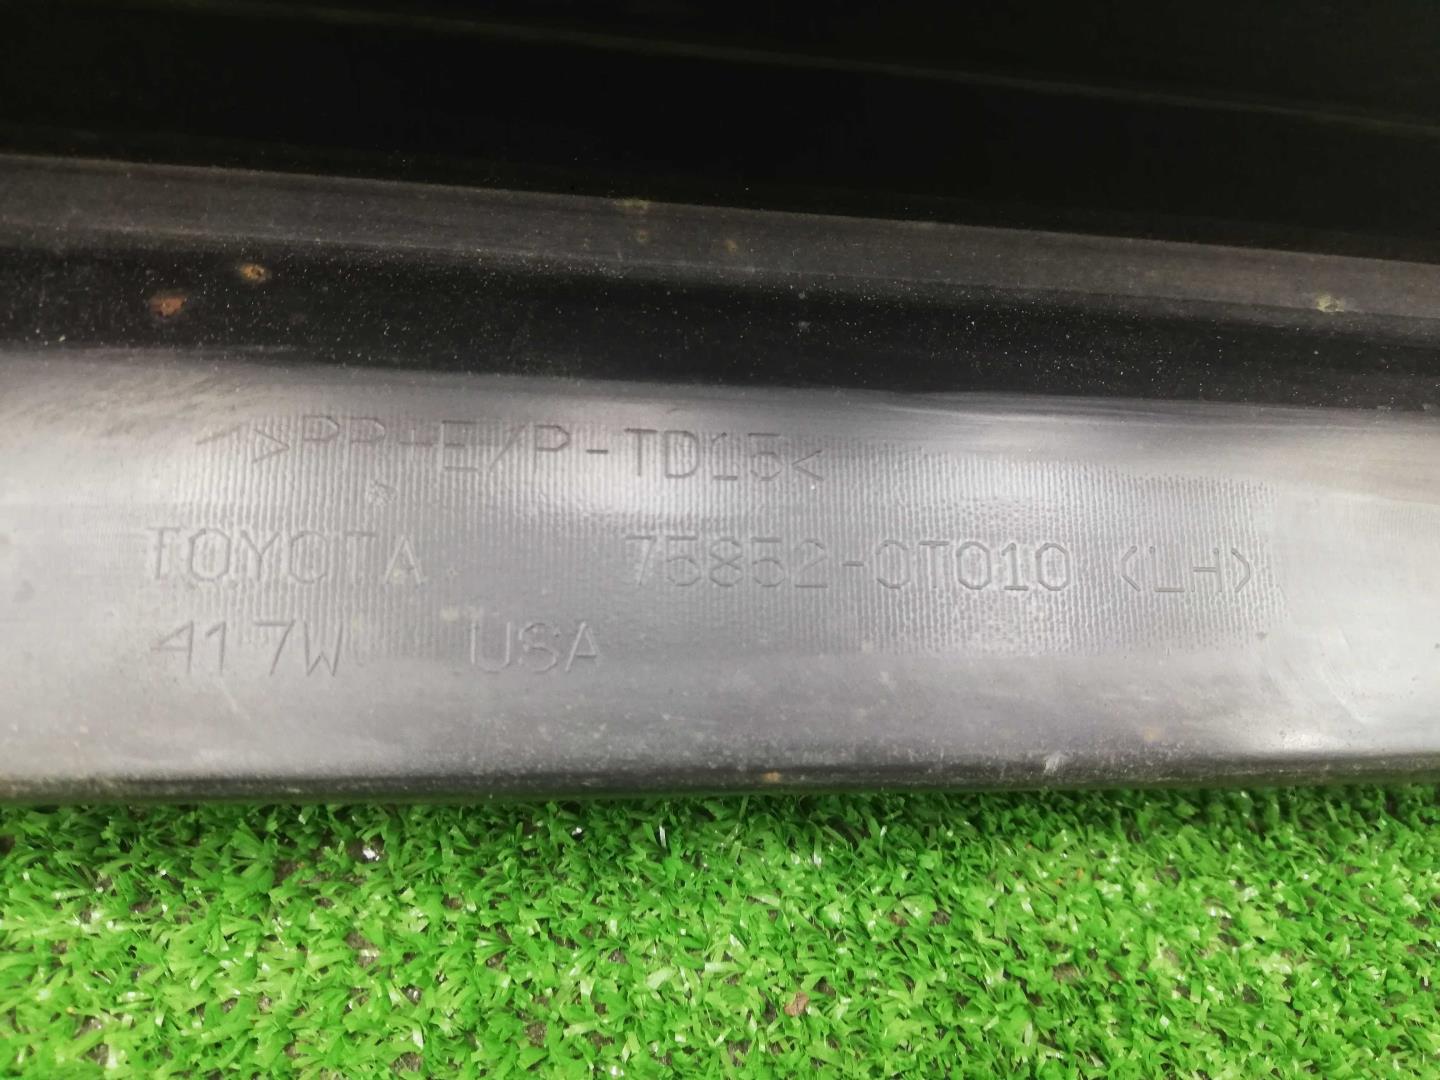 >PP+E/P-TD15<
TOYOTA 75852-0T010 <LH>
417W USA